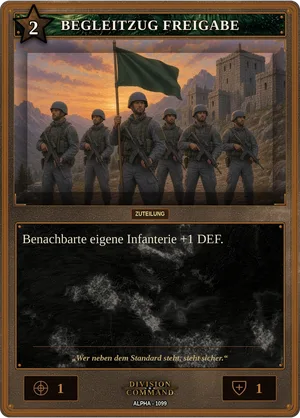 2
BEGLEITZUG FREIGABE
ZUTEILUNG
Benachbarte eigene Infanterie +1 DEF.
„Wer neben dem Standard steht, steht sicher.“
1
DIVISION
COMMAND
ALPHA - 1099
1